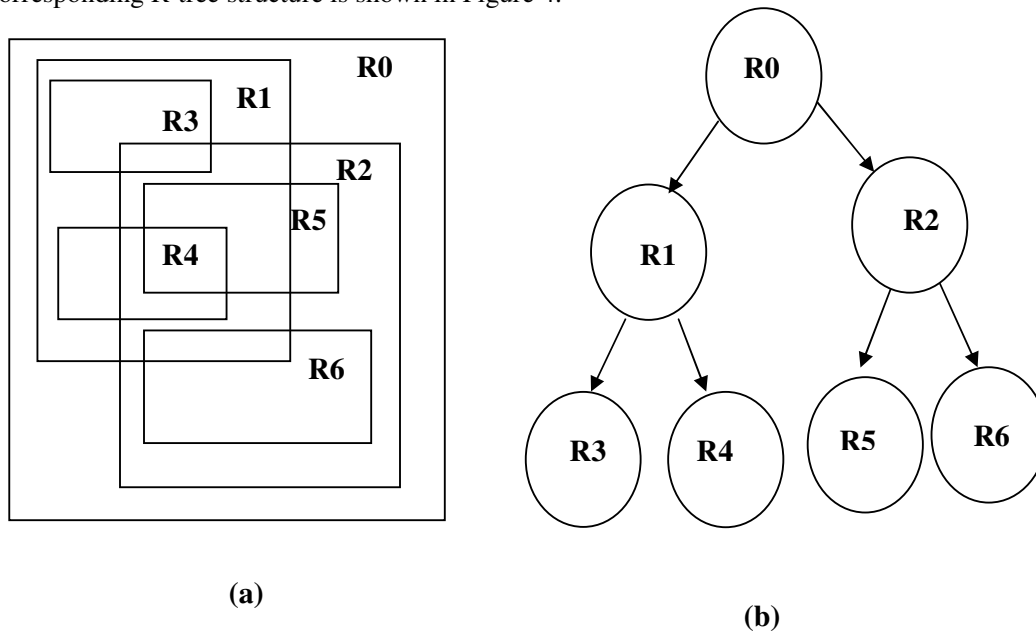 orresponding R-tree structure is shown in Figure 4.
R0
R1
R3
R2
R5
R4
R6
(a)
R0
R1
R2
R3
R4
R5
R6
(b)